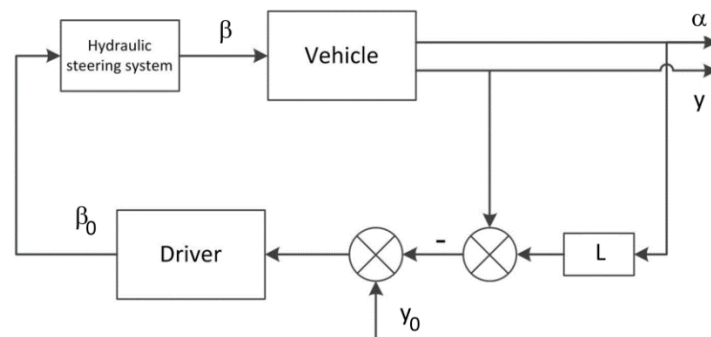 Hydraulic
steering system
β
Vehicle
α
y
β₀
Driver
-
L
y₀